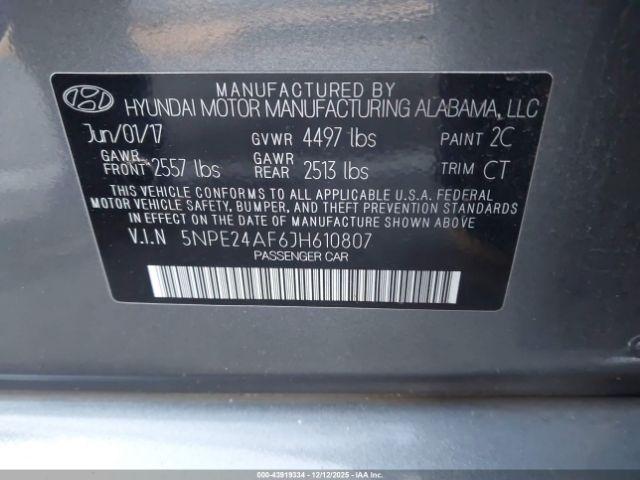 MANUFACTURED BY
HYUNDAI MOTOR MANUFACTURING ALABAMA, LLC
Jun/01/17 GVWR 4497 lbs PAINT 2C
GAWR FRONT 2557 lbs GAWR REAR 2513 lbs TRIM CT
THIS VEHICLE CONFORMS TO ALL APPLICABLE U.S.A. FEDERAL
MOTOR VEHICLE SAFETY, BUMPER, AND THEFT PREVENTION STANDARDS
IN EFFECT ON THE DATE OF MANUFACTURE SHOWN ABOVE.
V.I.N 5NPE24AF6JH610807
PASSENGER CAR
000-43919334 - 12/12/2025 - IAA, Inc.